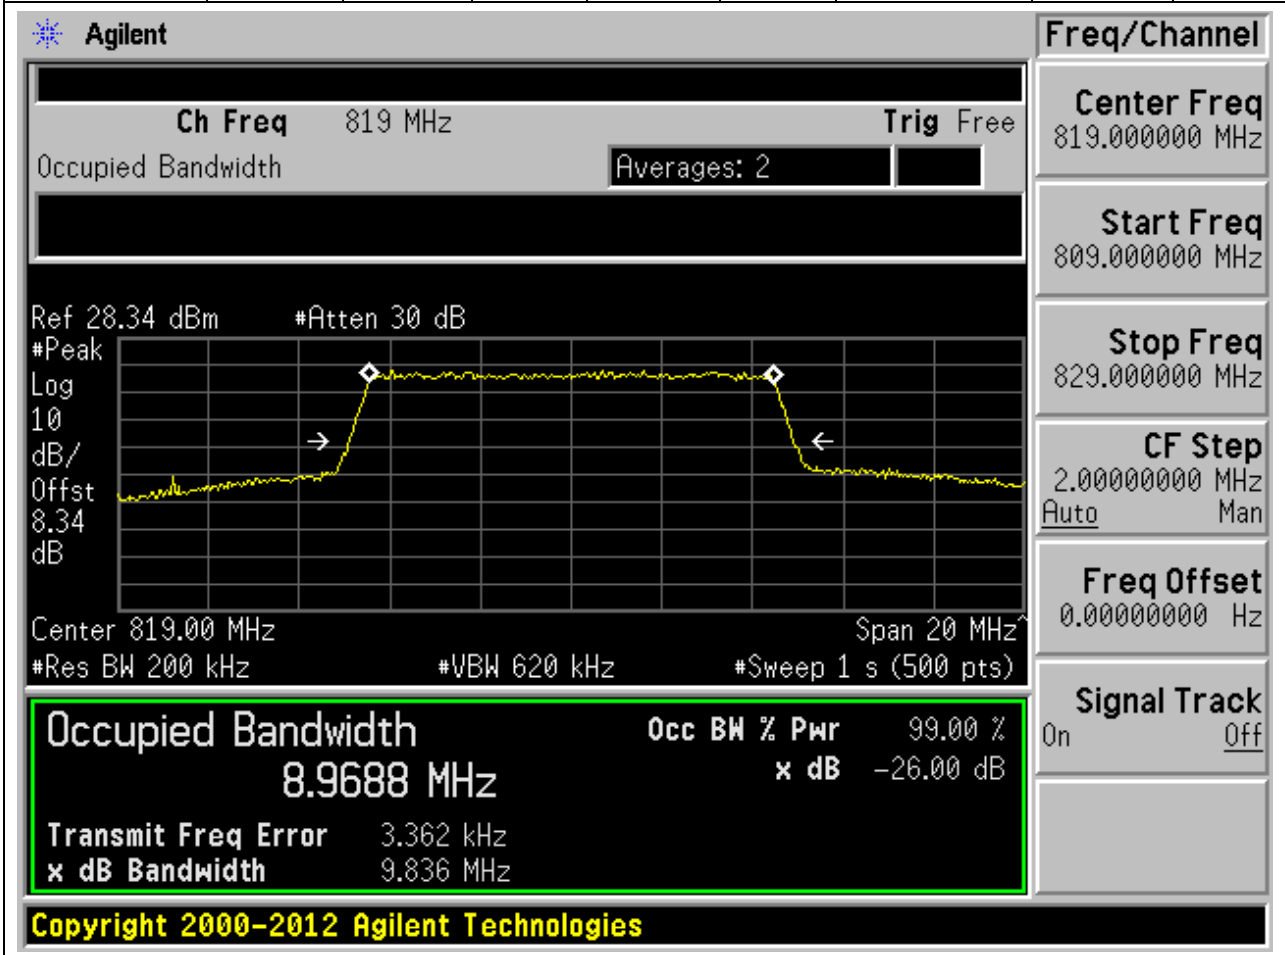 Agilent
Freq/Channel
Ch Freq 819 MHz Trig Free
Occupied Bandwidth Averages: 2
Center Freq
819.000000 MHz
Start Freq
809.000000 MHz
Stop Freq
829.000000 MHz
CF Step
2.00000000 MHz
Auto Man
Freq Offset
0.00000000 Hz
Signal Track
On Off
Ref 28.34 dBm #Atten 30 dB
#Peak
Log
10
dB/
Offst
8.34
dB
Center 819.00 MHz Span 20 MHz^
#Res BW 200 kHz #VBW 620 kHz #Sweep 1 s (500 pts)
Occupied Bandwidth
8.9688 MHz
Occ BW % Pwr 99.00 %
x dB -26.00 dB
Transmit Freq Error 3.362 kHz
x dB Bandwidth 9.836 MHz
Copyright 2000-2012 Agilent Technologies